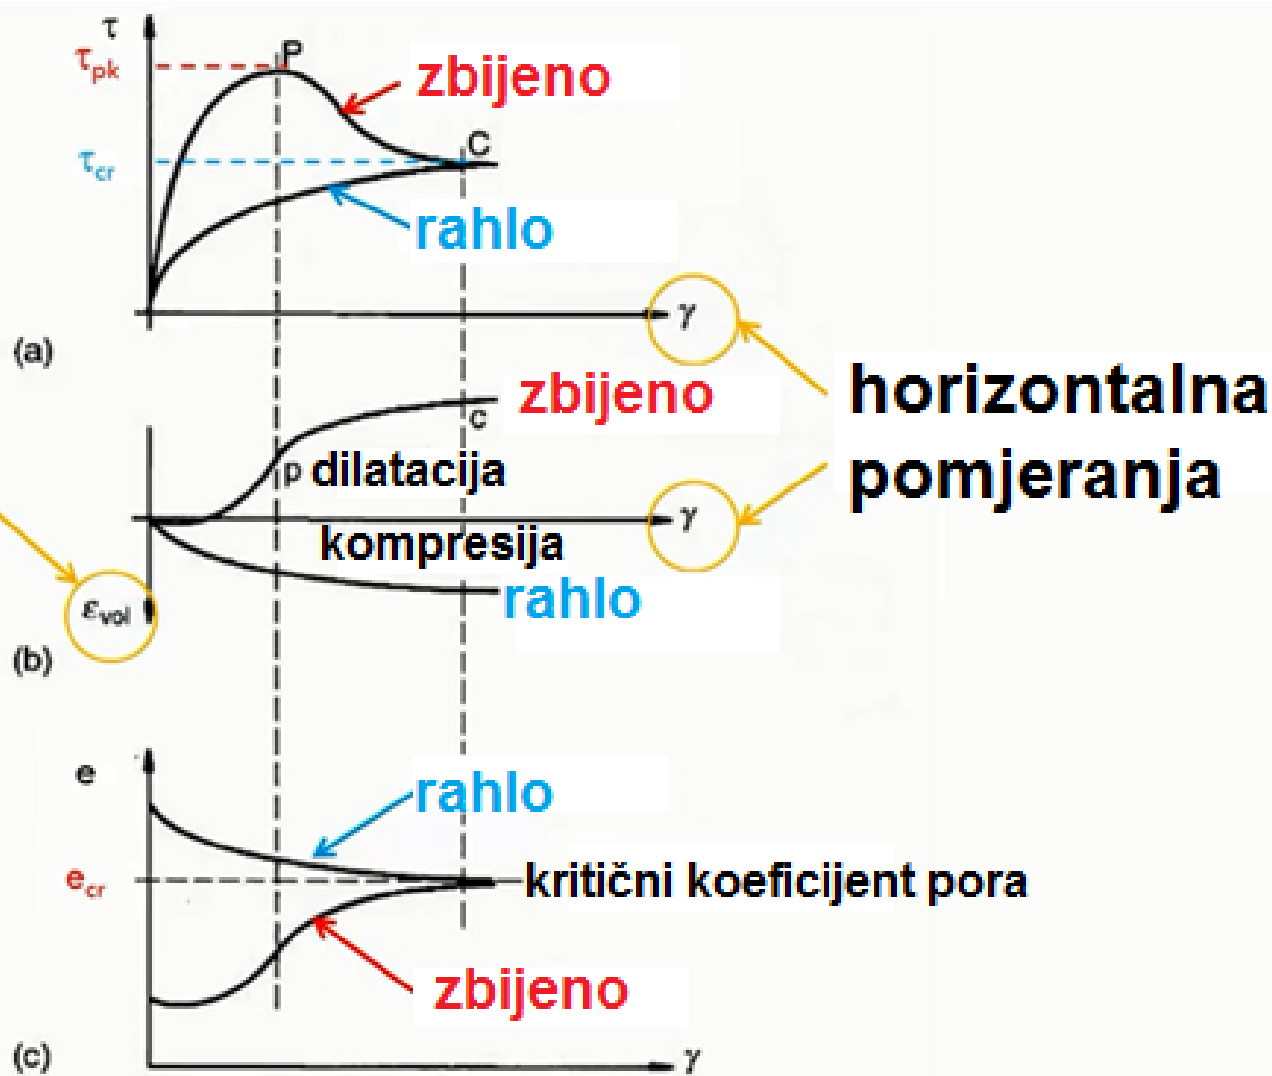 τ
τpk
P
zbijeno
τcr
C
rahlo
γ
(a)
horizontalna
pomjeranja
zbijeno
c
p dilatacija
γ
kompresija
rahlo
εvol
(b)
e
rahlo
ecr
kritični koeficijent pora
zbijeno
(c)
γ